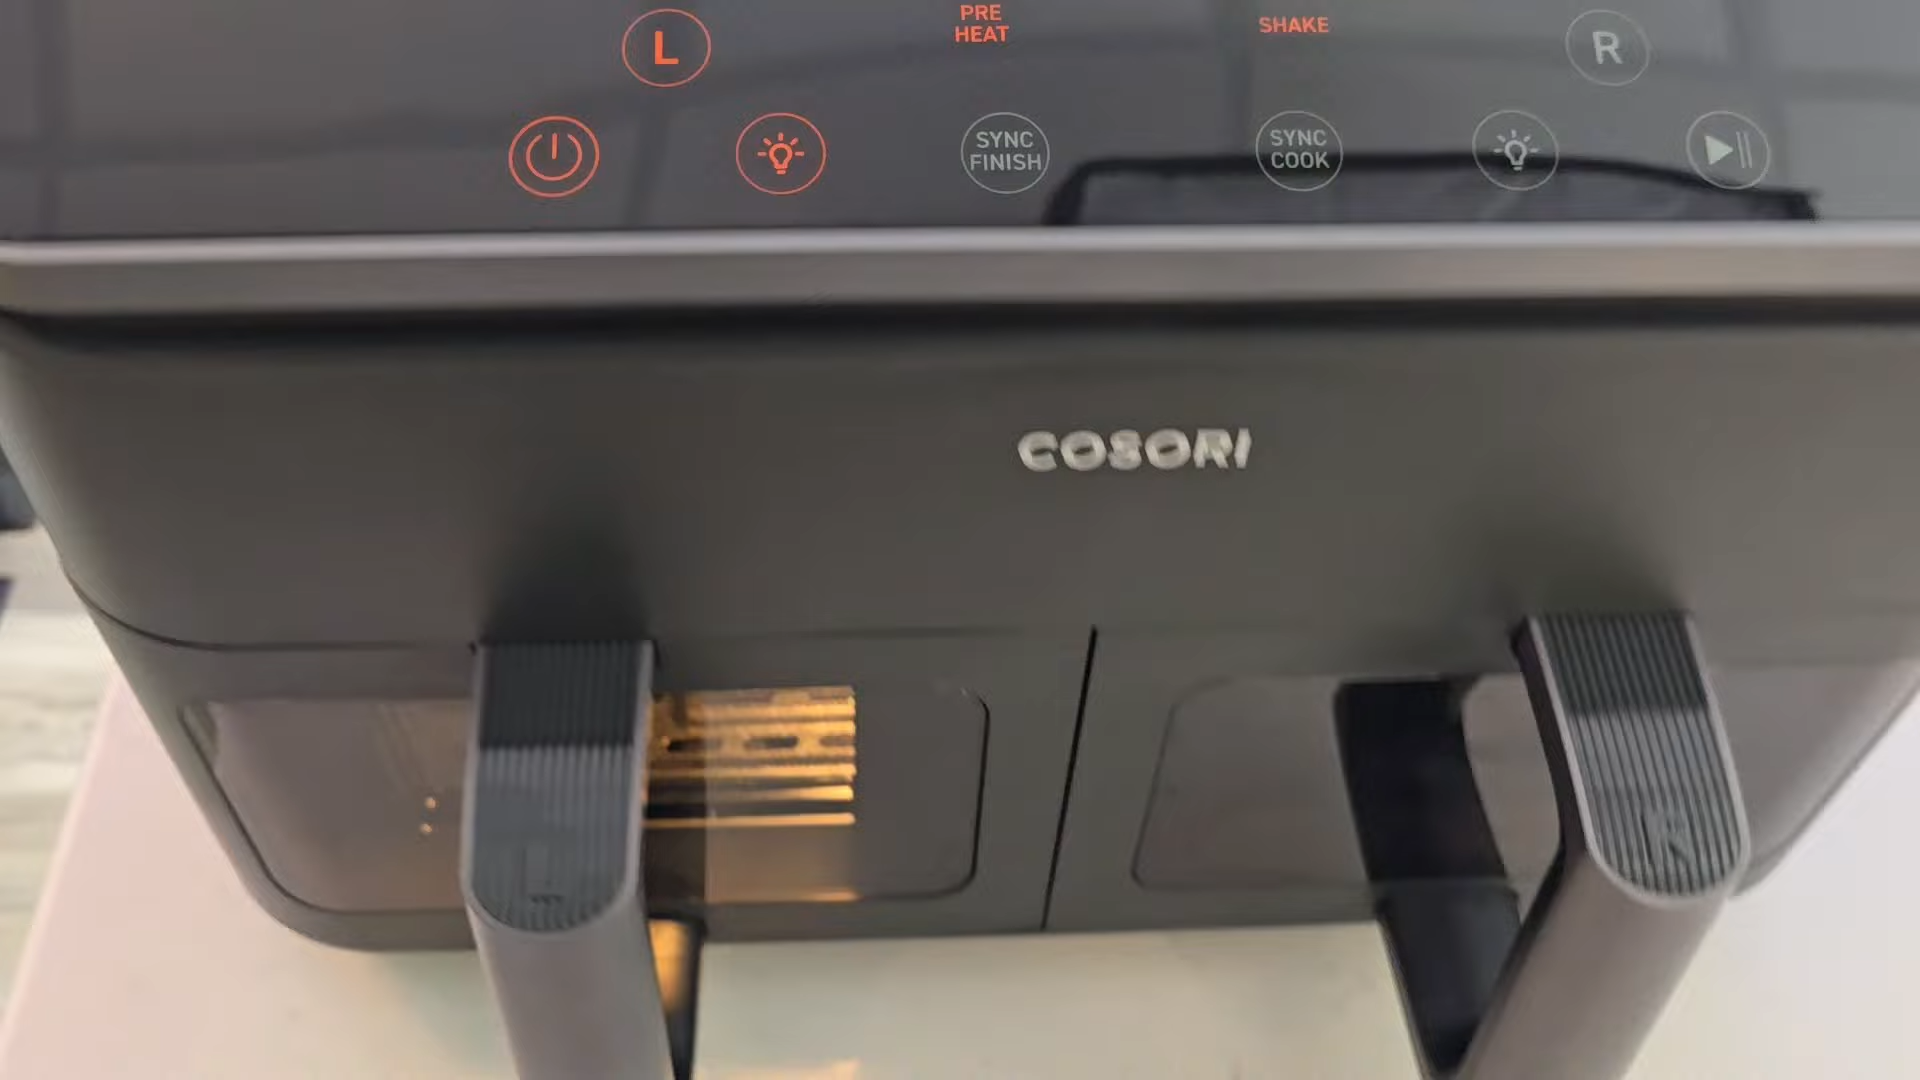 L
PRE
HEAT
SHAKE
R
SYNC
FINISH
SYNC
COOK
COSORI
L
R